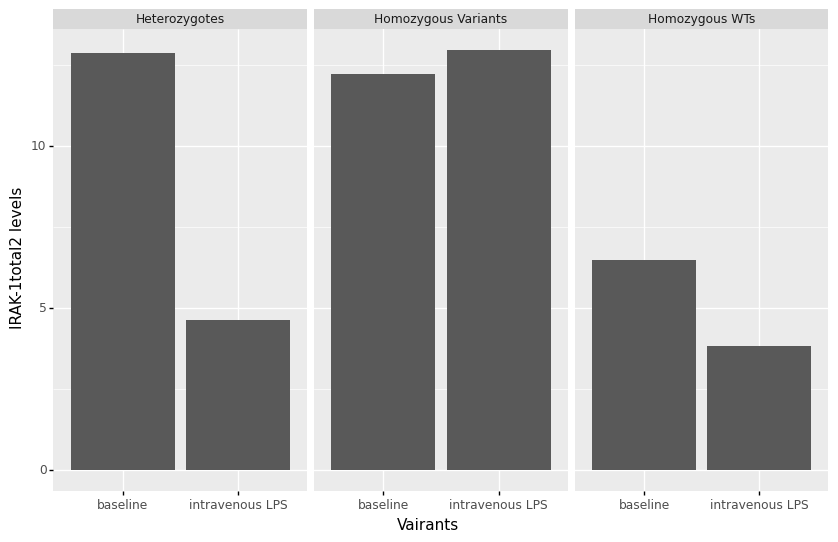 Heterozygotes
Homozygous Variants
Homozygous WTs
IRAK-1total2 levels
10
5
0
baseline
intravenous LPS
baseline
intravenous LPS
baseline
intravenous LPS
Vairants